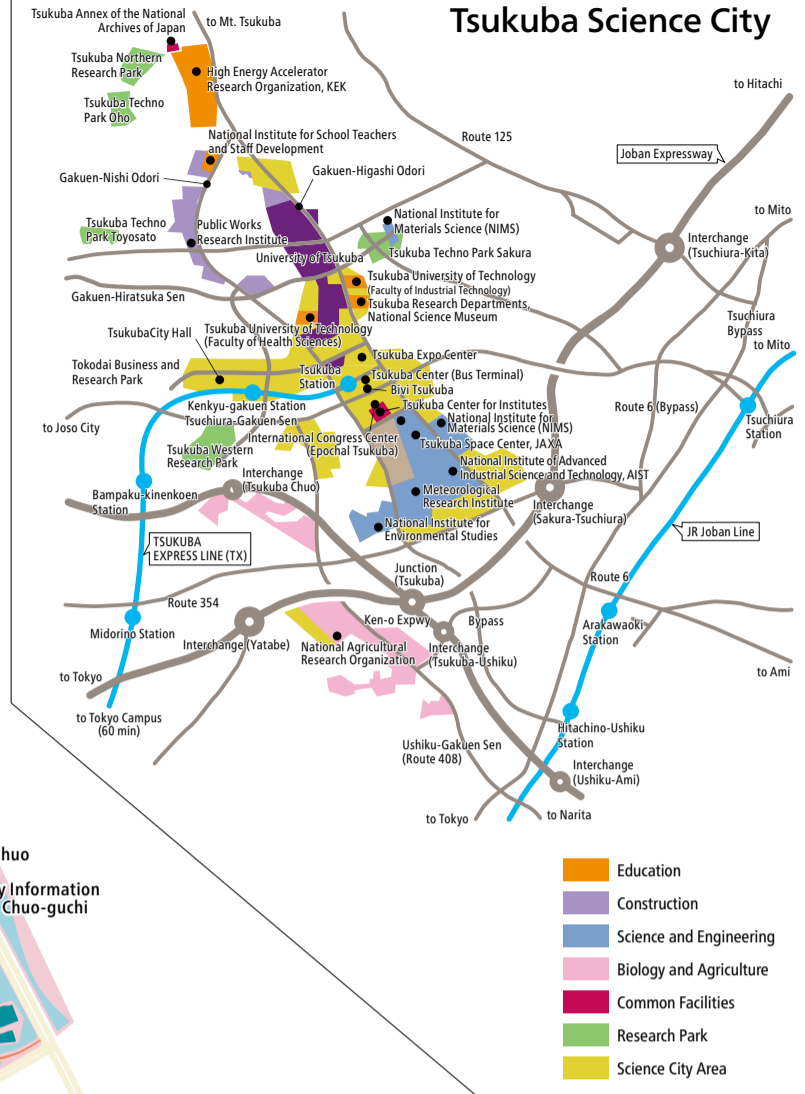 Tsukuba Science City
Tsukuba Annex of the National
Archives of Japan
to Mt. Tsukuba
Tsukuba Northern
Research Park
High Energy Accelerator
Research Organization, KEK
Tsukuba Techno
Park Oho
to Hitachi
Route 125
National Institute for School Teachers
and Staff Development
Joban Expressway
Gakuen-Nishi Odori
Gakuen-Higashi Odori
to Mito
National Institute for
Materials Science (NIMS)
Tsukuba Techno
Park Toyosato
Public Works
Research Institute
Interchange
(Tsuchiura-Kita)
Tsukuba Techno Park Sakura
University of Tsukuba
Tsukuba University of Technology
(Faculty of Industrial Technology)
Gakuen-Hiratsuka Sen
Tsukuba Research Departments,
National Science Museum
Tsuchiura
Bypass
to Mito
TsukubaCity Hall
Tsukuba University of Technology
(Faculty of Health Sciences)
Tsukuba Expo Center
Tokodai Business and
Research Park
Tsukuba
Station
Tsukuba Center (Bus Terminal)
Bivi Tsukuba
Kenkyu-gakuen Station
Tsukuba Center for Institutes
Route 6 (Bypass)
Tsuchiura
Station
Tsuchiura-Gakuen Sen
to Joso City
National Institute for
Materials Science (NIMS)
International Congress Center
(Epochal Tsukuba)
Tsukuba Space Center, JAXA
Tsukuba Western
Research Park
National Institute of Advanced
Industrial Science and Technology, AIST
Interchange
(Tsukuba Chuo)
Bampaku-kinenkoen
Station
Meteorological
Research Institute
Interchange
(Sakura-Tsuchiura)
National Institute for
Environmental Studies
JR Joban Line
TSUKUBA
EXPRESS LINE (TX)
Junction
(Tsukuba)
Route 6
Route 354
Ken-o Expwy
Bypass
Arakawaoki
Station
Midorino Station
Interchange (Yatabe)
National Agricultural
Research Organization
Interchange
(Tsukuba-Ushiku)
to Ami
to Tokyo
to Tokyo Campus
(60 min)
Hitachino-Ushiku
Station
Ushiku-Gakuen Sen
(Route 408)
Interchange
(Ushiku-Ami)
to Tokyo
to Narita
huo
y Information
Chuo-guchi
Education
Construction
Science and Engineering
Biology and Agriculture
Common Facilities
Research Park
Science City Area